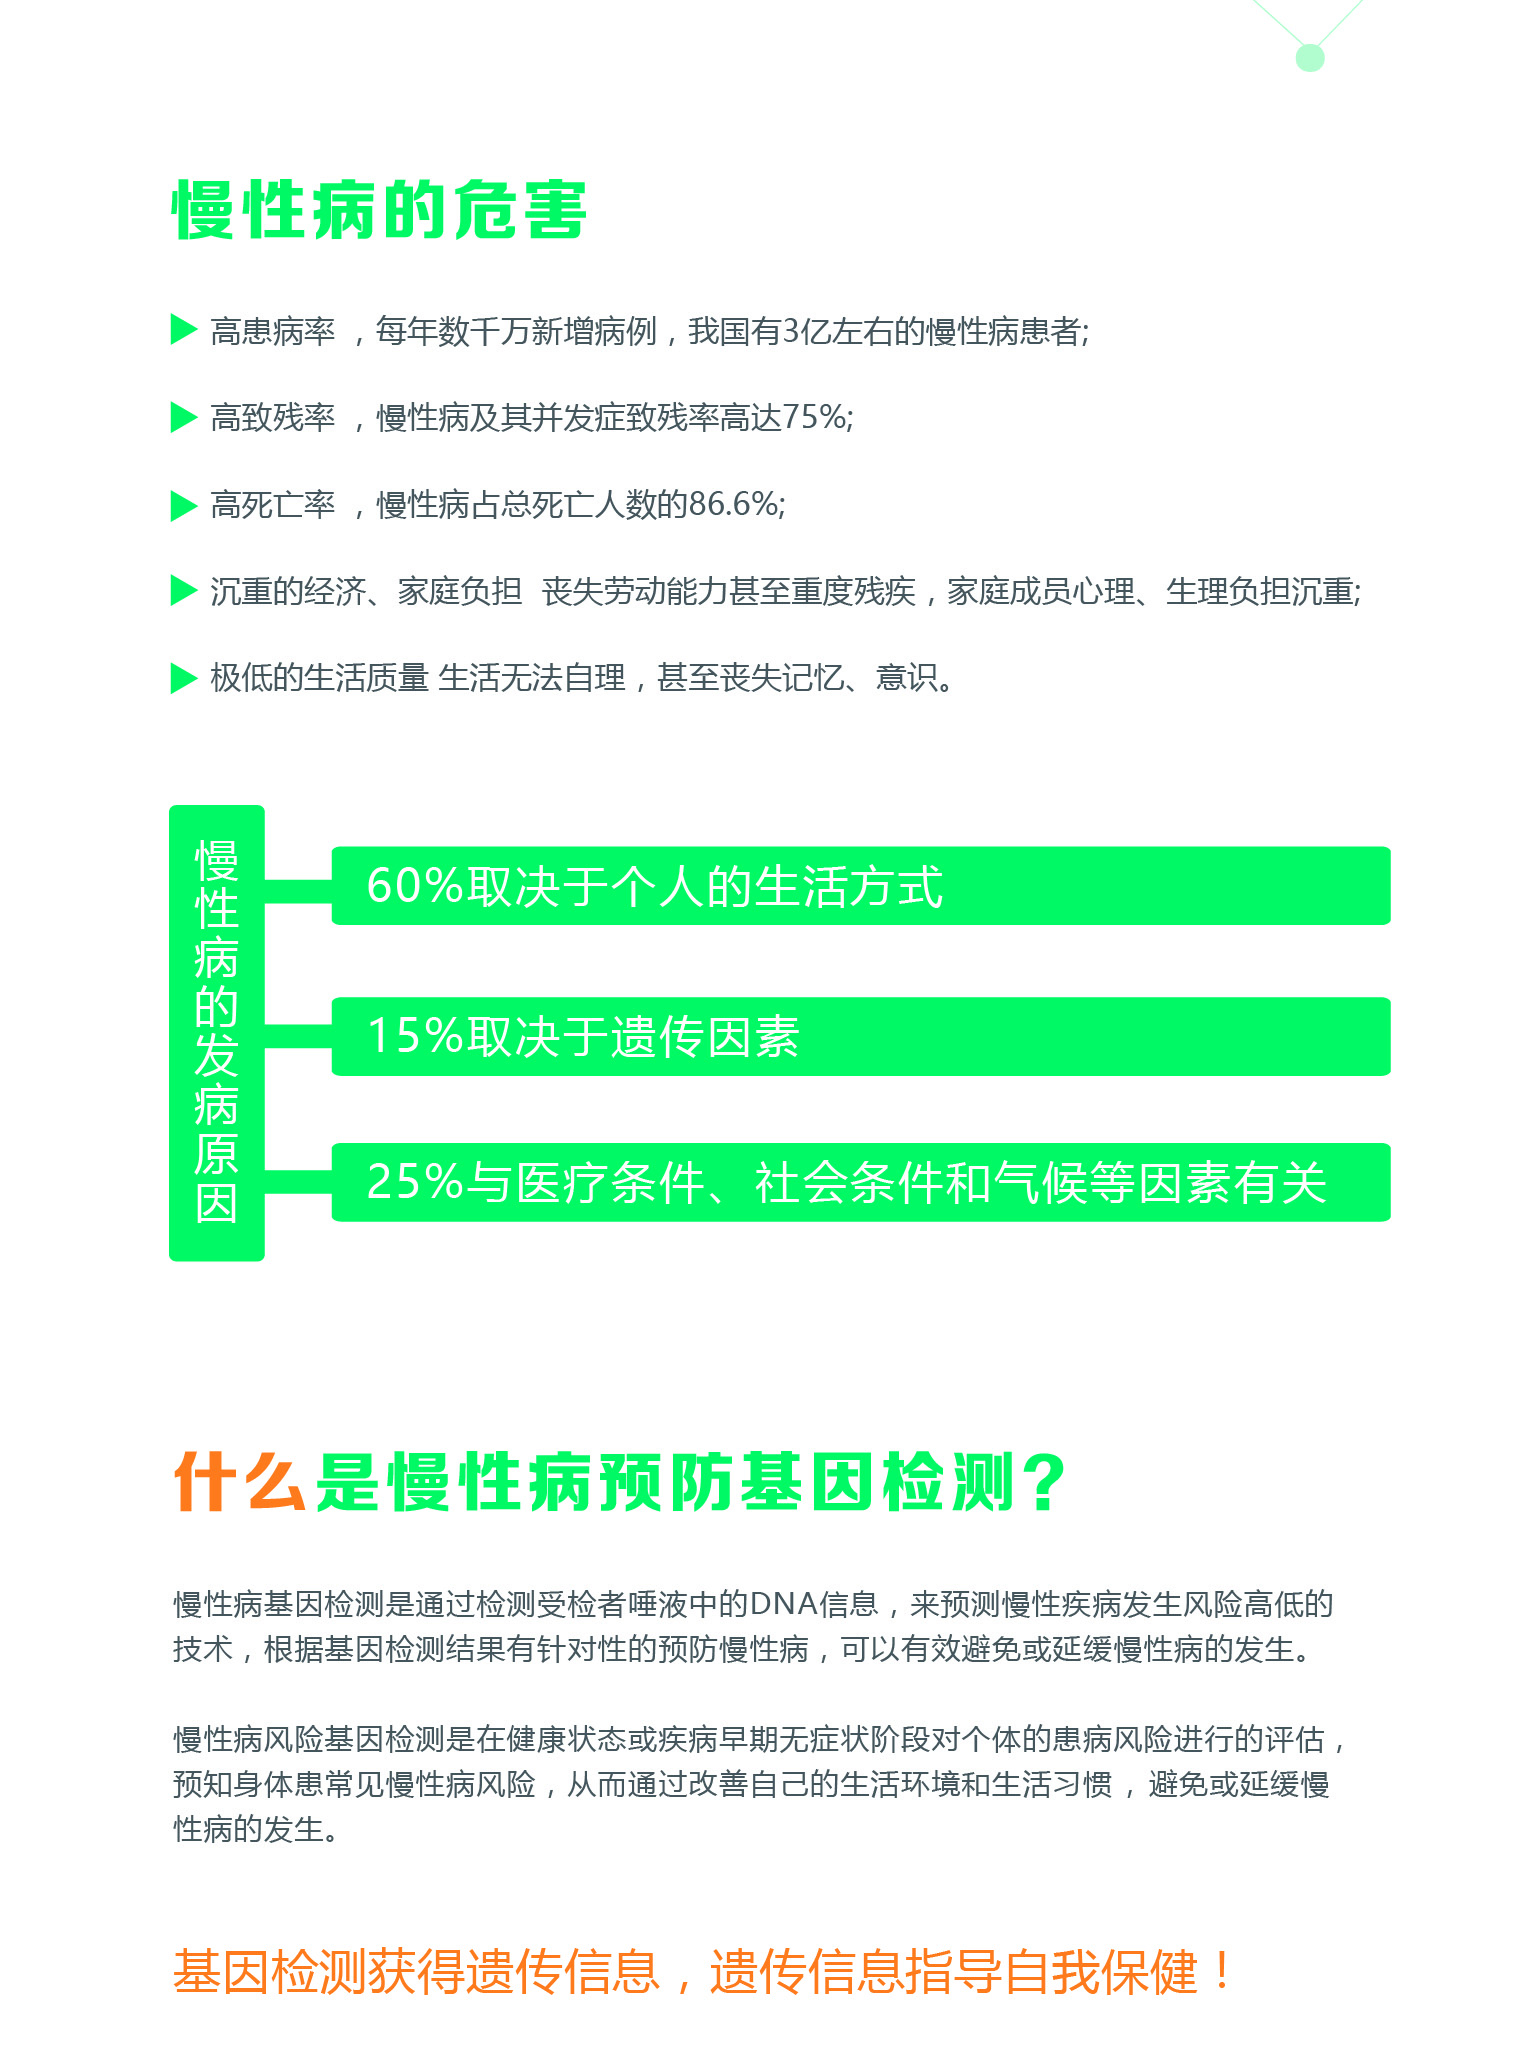 慢性病的危害
高患病率 ，每年数千万新增病例，我国有3亿左右的慢性病患者;
高致残率 ，慢性病及其并发症致残率高达75%;
高死亡率 ，慢性病占总死亡人数的86.6%;
沉重的经济、家庭负担 丧失劳动能力甚至重度残疾，家庭成员心理、生理负担沉重;
极低的生活质量 生活无法自理，甚至丧失记忆、意识。
慢性病的发病原因
60%取决于个人的生活方式
15%取决于遗传因素
25%与医疗条件、社会条件和气候等因素有关
什么是慢性病预防基因检测?
慢性病基因检测是通过检测受检者唾液中的DNA信息，来预测慢性疾病发生风险高低的
技术，根据基因检测结果有针对性的预防慢性病，可以有效避免或延缓慢性病的发生。
慢性病风险基因检测是在健康状态或疾病早期无症状阶段对个体的患病风险进行的评估，
预知身体患常见慢性病风险，从而通过改善自己的生活环境和生活习惯 ，避免或延缓慢
性病的发生。
基因检测获得遗传信息，遗传信息指导自我保健！